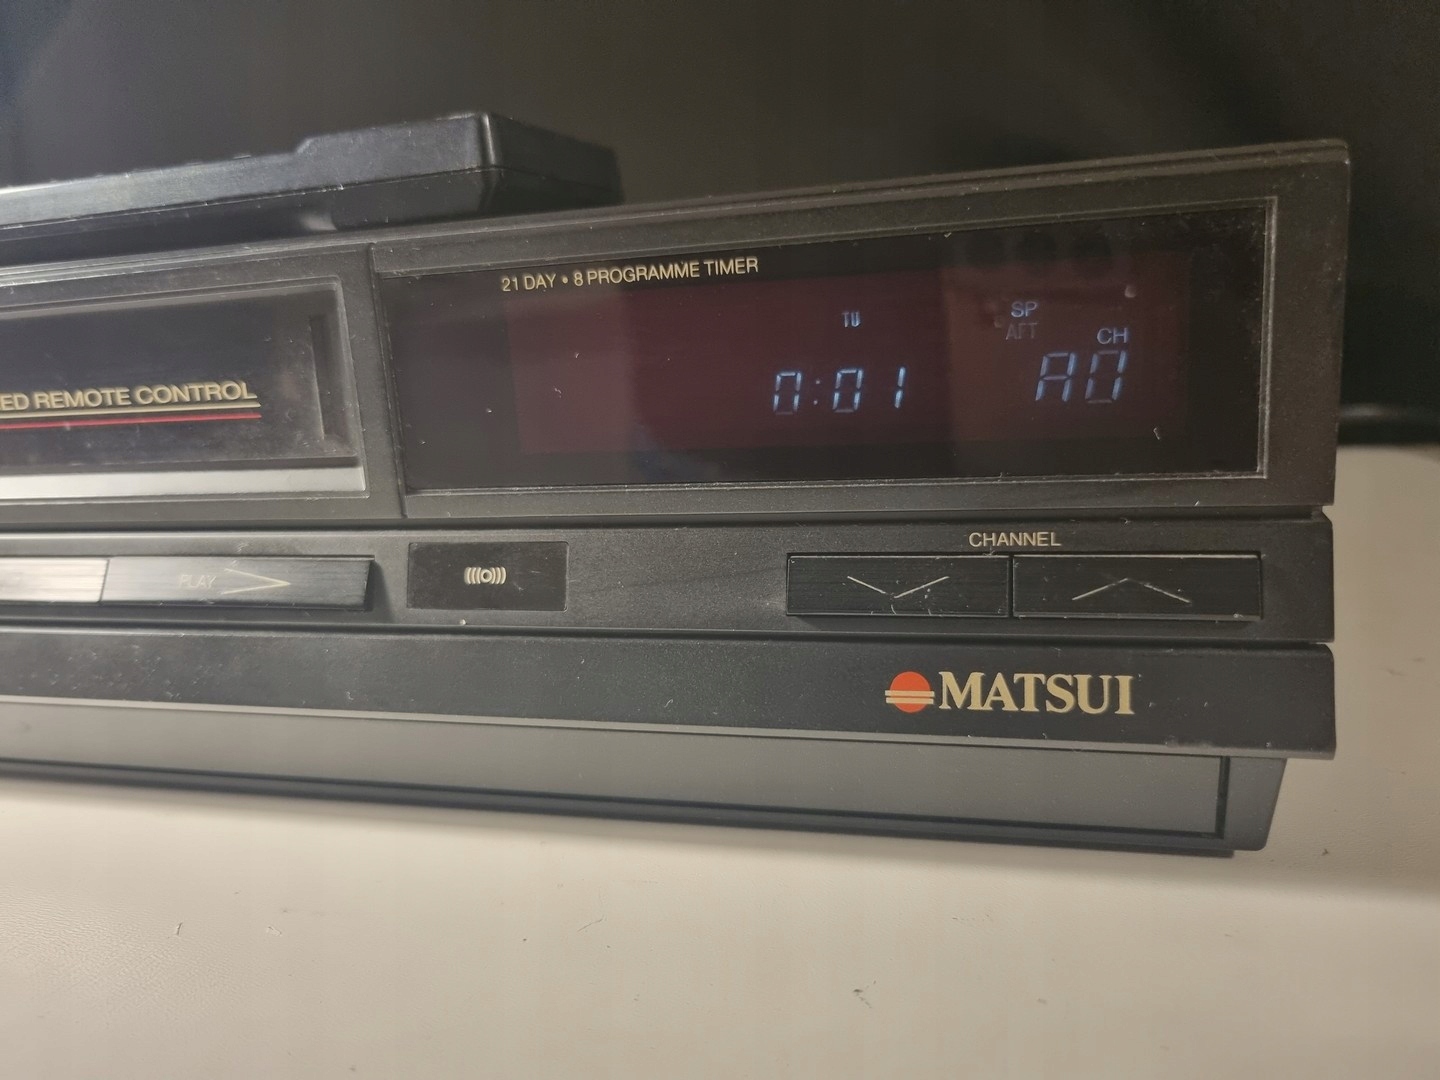 21 DAY • 8 PROGRAMME TIMER
TU
SP
AFT
CH
0:01
A0
ED REMOTE CONTROL
CHANNEL
PLAY
MATSUI